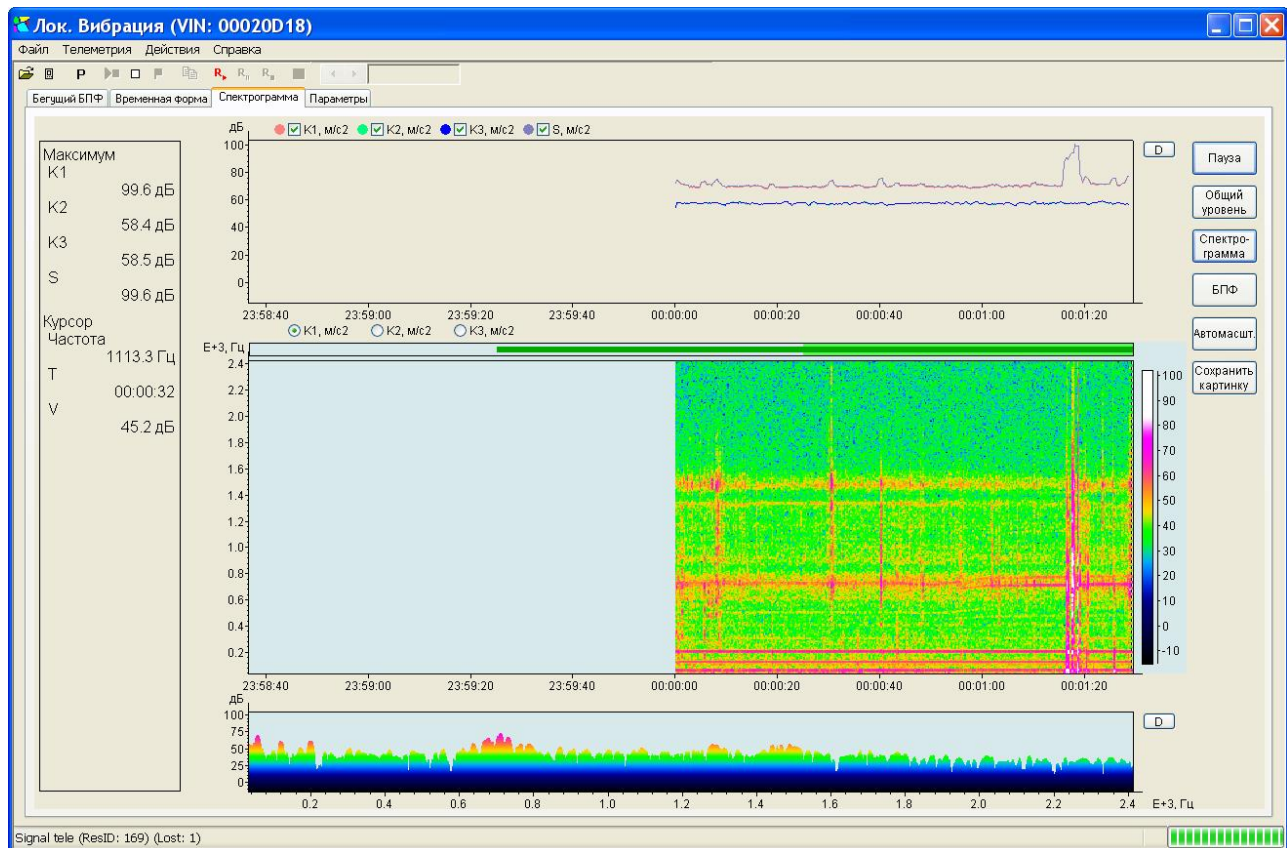 Лок. Вибрация (VIN: 00020D18)
Файл Телеметрия Действия Справка
P R R R
Бегущий БПФ Временная форма Спектрограмма Параметры
Максимум
K1
99.6 дБ
K2
58.4 дБ
K3
58.5 дБ
S
99.6 дБ
Курсор
Частота
1113.3 Гц
T
00:00:32
V
45.2 дБ
дБ K1, м/с2 K2, м/с2 K3, м/с2 S, м/с2
100
80
60
40
20
0
23:58:40 23:59:00 23:59:20 23:59:40 00:00:00 00:00:20 00:00:40 00:01:00 00:01:20
D
K1, м/с2 K2, м/с2 K3, м/с2
E+3, Гц
2.4
2.2
2.0
1.8
1.6
1.4
1.2
1.0
0.8
0.6
0.4
0.2
23:58:40 23:59:00 23:59:20 23:59:40 00:00:00 00:00:20 00:00:40 00:01:00 00:01:20
100
90
80
70
60
50
40
30
20
10
0
-10
дБ
100
75
50
25
0
0.2 0.4 0.6 0.8 1.0 1.2 1.4 1.6 1.8 2.0 2.2 2.4 E+3, Гц
D
Пауза
Общий
уровень
Спектро-
грамма
БПФ
Автомасшт.
Сохранить
картинку
Signal tele (ResID: 169) (Lost: 1)